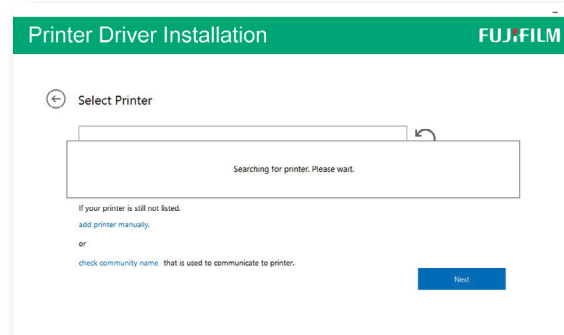 Printer Driver Installation
FUJIFILM
Select Printer
Searching for printer. Please wait.
If your printer is still not listed.
add printer manually.
or
check community name that is used to communicate to printer.
Next